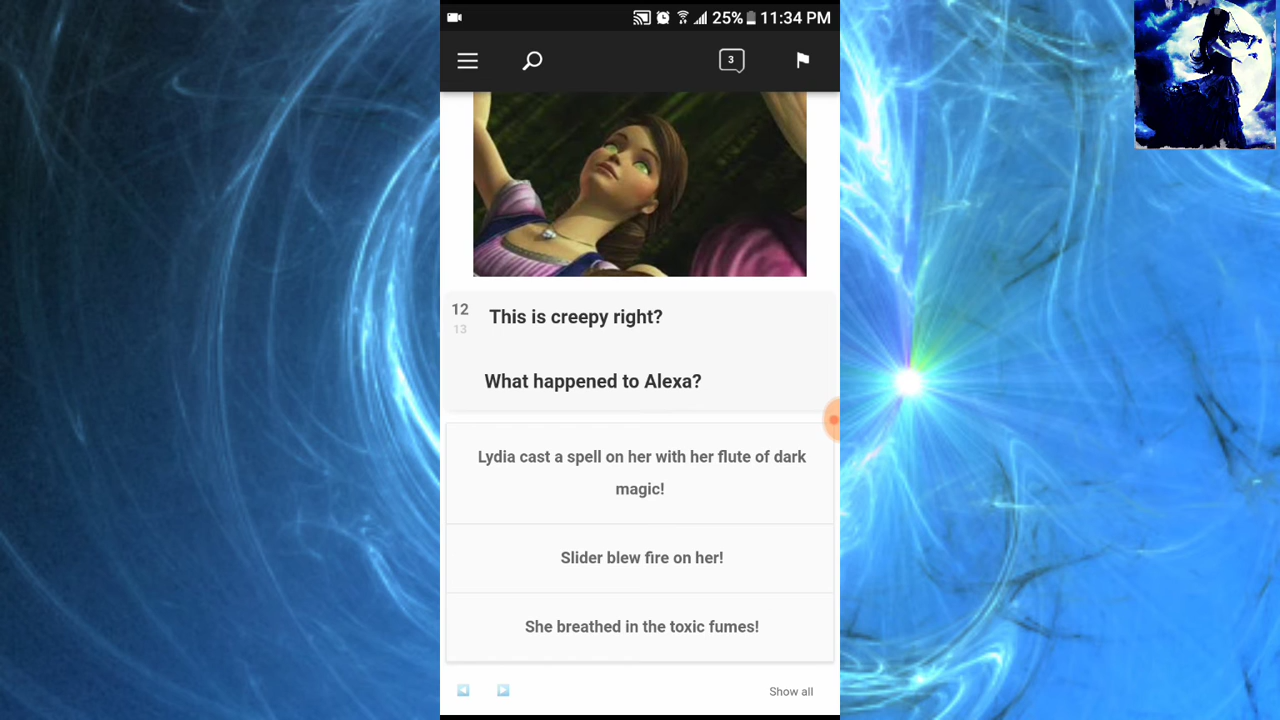 25% 11:34 PM
3
12
13
This is creepy right?
What happened to Alexa?
Lydia cast a spell on her with her flute of dark
magic!
Slider blew fire on her!
She breathed in the toxic fumes!
Show all